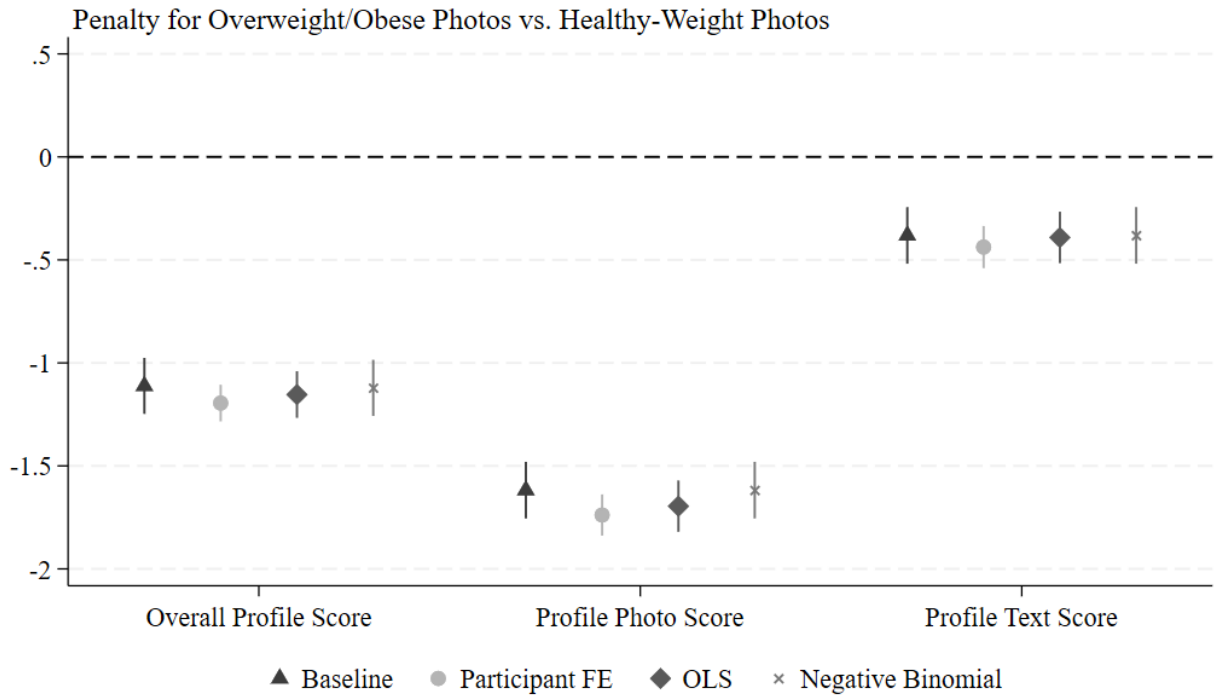 Penalty for Overweight/Obese Photos vs. Healthy-Weight Photos
.5
0
-.5
-1
-1.5
-2
Overall Profile Score Profile Photo Score Profile Text Score
Baseline Participant FE OLS Negative Binomial